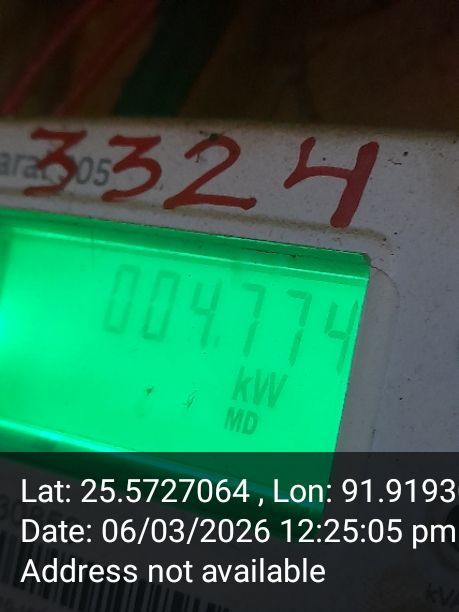 3324
004.774
kW
MD
Lat: 25.5727064 , Lon: 91.9193
Date: 06/03/2026 12:25:05 pm
Address not available